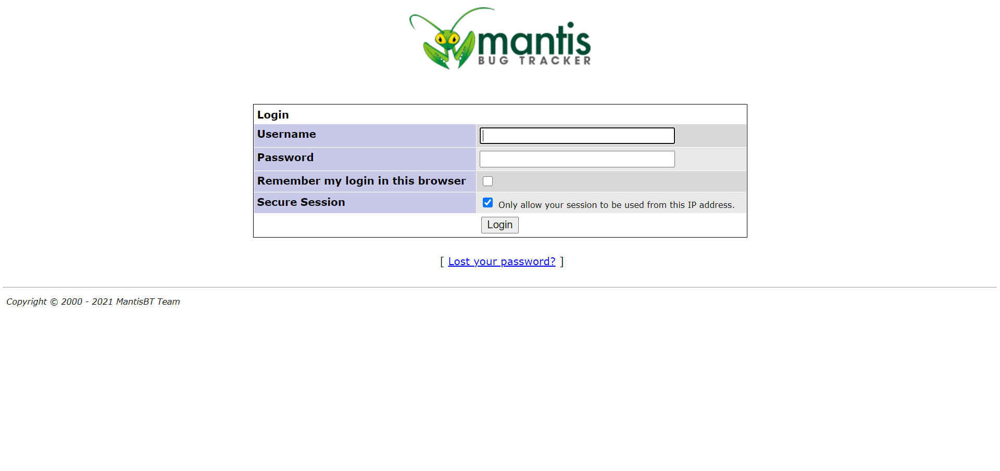 mantis
BUG TRACKER
Login
Username
Password
Remember my login in this browser
Secure Session Only allow your session to be used from this IP address.
Login
[ Lost your password? ]
Copyright © 2000 - 2021 MantisBT Team